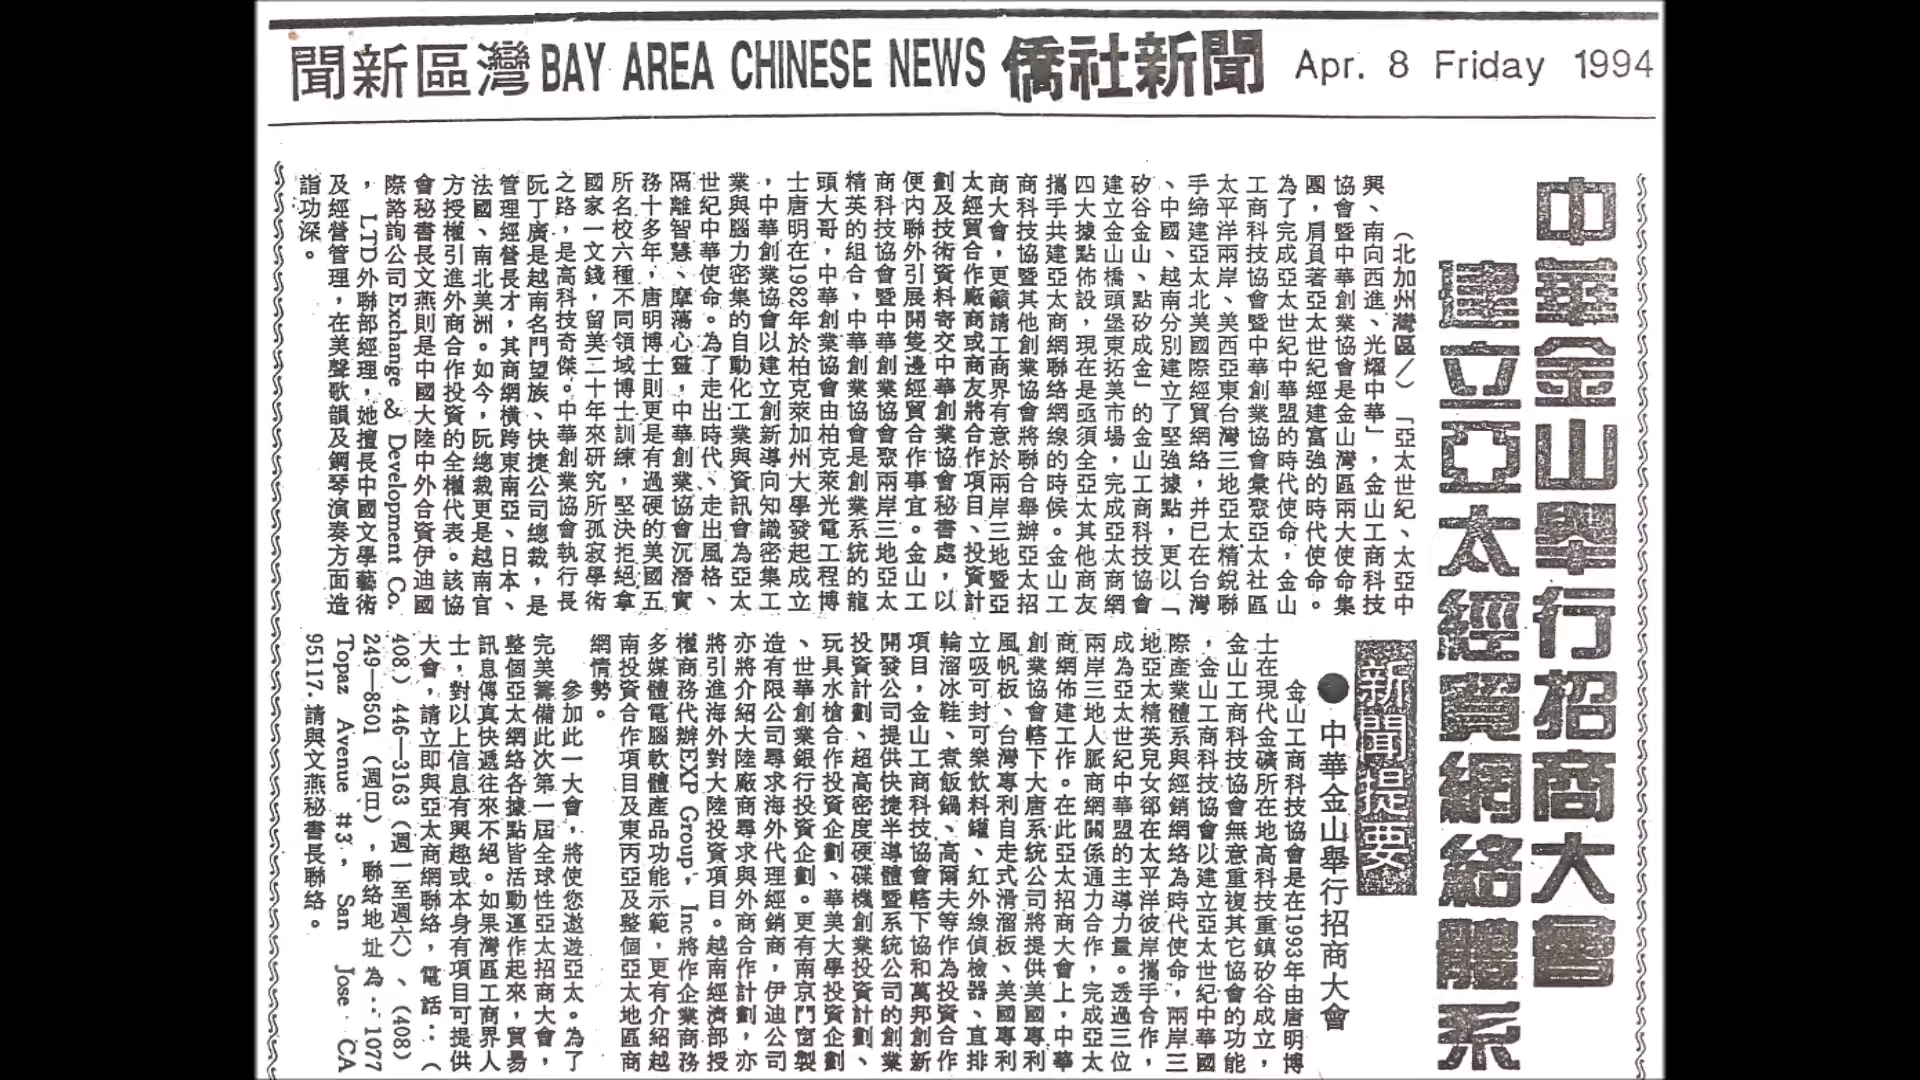 聞新區灣 BAY AREA CHINESE NEWS 僑社新聞 Apr. 8 Friday 1994
中華金山舉行招商大會
建立亞太經貿網絡體系
（北加州灣區／）「亞太世紀、太亞中
興、南向西進、光耀中華」，金山工商科技
協會暨中華創業協會是金山灣區兩大使命集
團，肩負著亞太世紀經建富強的時代使命。
為了完成亞太世紀中華盟的時代使命，金山
工商科技協會暨中華創業協會彙聚亞太社區
太平洋兩岸、美西亞東台灣三地亞太精銳聯
手締建亞太北美國際經貿網絡，并已在台灣
、中國、越南分別建立了堅強據點，更以「
矽谷金山、點矽成金」的金山工商科技協會
建立金山橋頭堡東拓美市場，完成亞太商網
四大據點佈設，現在是亟須全亞太其他商友
攜手共建亞太商網聯絡網線的時候。金山工
商科技協暨其他創業協會將聯合舉辦亞太招
商大會，更籲請工商界有意於兩岸三地暨亞
太經貿合作廠商或商友將合作項目、投資計
劃及技術資料寄交中華創業協會秘書處，以
便內聯外引展開雙邊經貿合作事宜。金山工
商科技協會暨中華創業協會聚兩岸三地亞太
精英的組合，中華創業協會是創業系統的龍
頭大哥，中華創業協會由柏克萊光電工程博
士唐明在1982年於柏克萊加州大學發起成立
，中華創業協會以建立創新導向知識密集工
業與腦力密集的自動化工業與資訊會為亞太
世紀中華使命。為了走出時代、走出風格、
隔離智慧、摩蕩心靈，中華創業協會沉潛實
務十多年，唐明博士則更是有過硬的美國五
所名校六種不同領域博士訓練，堅決拒絕拿
國家一文錢，留美二十年來研究所孤寂學術
之路，是高科技奇傑。中華創業協會執行長
阮丁廣是越南名門望族、快捷公司總裁，是
管理經營長才，其商網橫跨東南亞、日本、
法國、南北美洲。如今，阮總裁更是越南官
方授權引進外商合作投資的全權代表。該協
會秘書長文燕則是中國大陸中外合資伊迪國
際諮詢公司Exchange & Development Co.
，LTD外聯部經理，她擅長中國文學藝術
及經營管理，在美聲歌韻及鋼琴演奏方面造
詣功深。
新聞提要
●中華金山舉行招商大會
金山工商科技協會是在1993年由唐明博
士在現代金礦所在地高科技重鎮矽谷成立，
金山工商科技協會無意重複其它協會的功能
，金山工商科技協會以建立亞太世紀中華國
際產業體系與經銷網絡為時代使命，兩岸三
地亞太精英兒女卻在太平洋彼岸攜手合作，
成為亞太世紀中華盟的主導力量。透過三位
兩岸三地人脈商網關係通力合作，完成亞太
商網佈建工作。在此亞太招商大會上，中華
創業協會轄下大唐系統公司將提供美國專利
風帆板、台灣專利自走式滑溜板、美國專利
立吸可封可樂飲料罐、紅外線偵檢器、直排
輪溜冰鞋、煮飯鍋、高爾夫等作為投資合作
項目，金山工商科技協會轄下協和萬邦創新
開發公司提供快捷半導體暨系統公司的創業
投資計劃、超高密度硬碟機創業投資計劃、
玩具水槍合作投資企劃、華美大學投資企劃
、世華創業銀行投資企劃。更有南京門窗製
造有限公司尋求海外代理經銷商，伊迪公司
亦將介紹大陸廠商尋求與外商合作計劃，亦
將引進海外對大陸投資項目。越南經濟部授
權商務代辦EXP Group, Inc將作企業商務
多媒體電腦軟體產品功能示範，更有介紹越
南投資合作項目及東丙亞及整個亞太地區商
網情勢。
參加此一大會，將使您遨遊亞太。為了
完美籌備此次第一屆全球性亞太招商大會，
整個亞太網絡各據點皆活動運作起來，貿易
訊息傳真快遞往來不絕。如果灣區工商界人
士，對以上信息有興趣或本身有項目可提供
大會，請立即與亞太商網聯絡，電話：（
408.）446—3163（週一至週六）、（408）
249—8501（週日），聯絡地址為：1077
Topaz Avenue #3, San Jose CA
95117. 請與文燕秘書長聯絡。